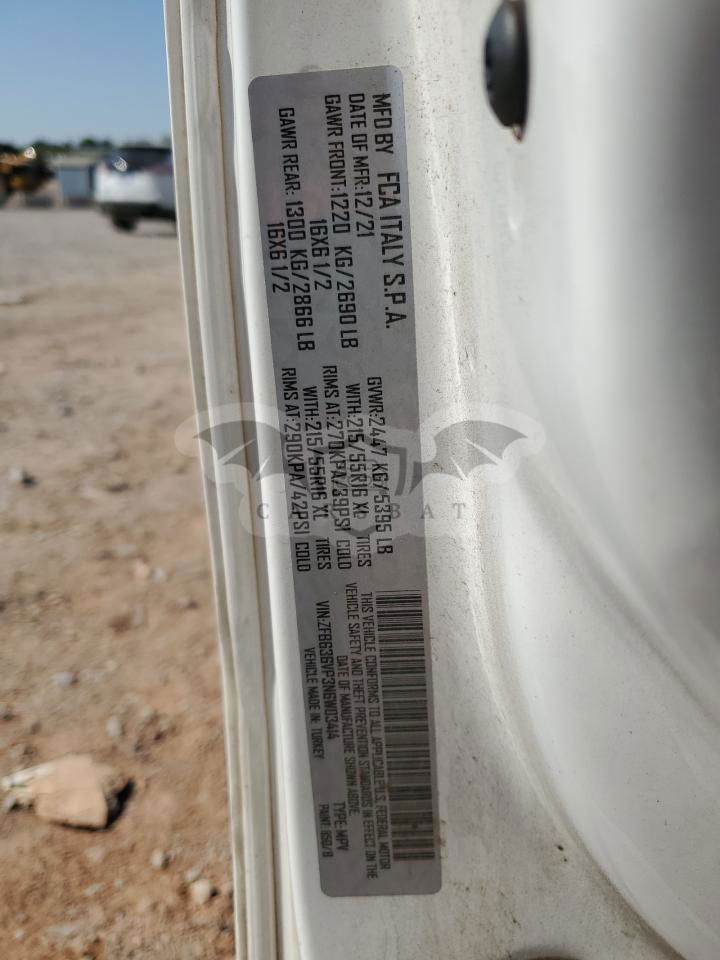 MFD BY FCA ITALY S.P.A.
DATE OF MFR:12/21 GVWR:2447 KG/5395 LB
GAWR FRONT:1220 KG/2690 LB WITH:215/55R16 XL TIRES
16X6 1/2 RIMS AT:270KPA/39PSI COLD
GAWR REAR: 1300 KG/2866 LB WITH:215/55R16 XL TIRES
16X6 1/2 RIMS AT:290KPA/42PSI COLD
THIS VEHICLE CONFORMS TO ALL APPLICABLE U.S. FEDERAL MOTOR
VEHICLE SAFETY AND THEFT PREVENTION STANDARDS IN EFFECT ON THE
DATE OF MANUFACTURE SHOWN ABOVE
VIN: TYPE:MPV
VEHICLE MADE IN: TURKEY PAINT: 950/B
CARBAT